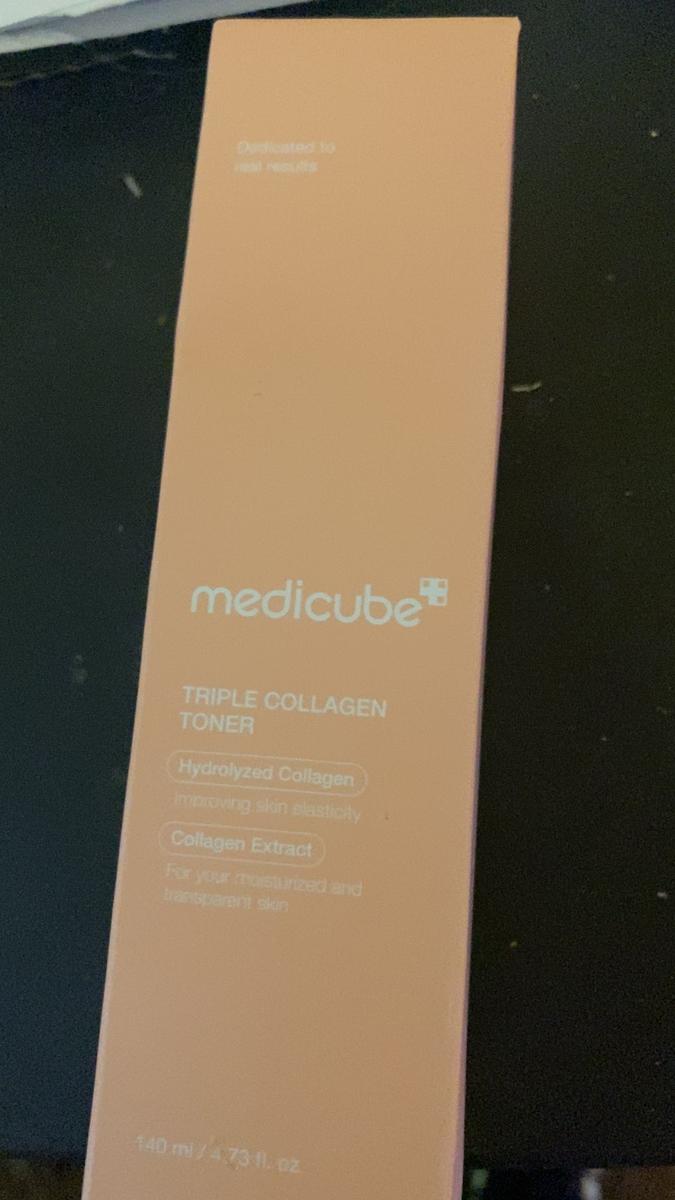 Dedicated to
real results
medicube
TRIPLE COLLAGEN
TONER
Hydrolyzed Collagen
Improving skin elasticity
Collagen Extract
For your moisturized and
transparent skin
140 ml / 4.73 fl. oz